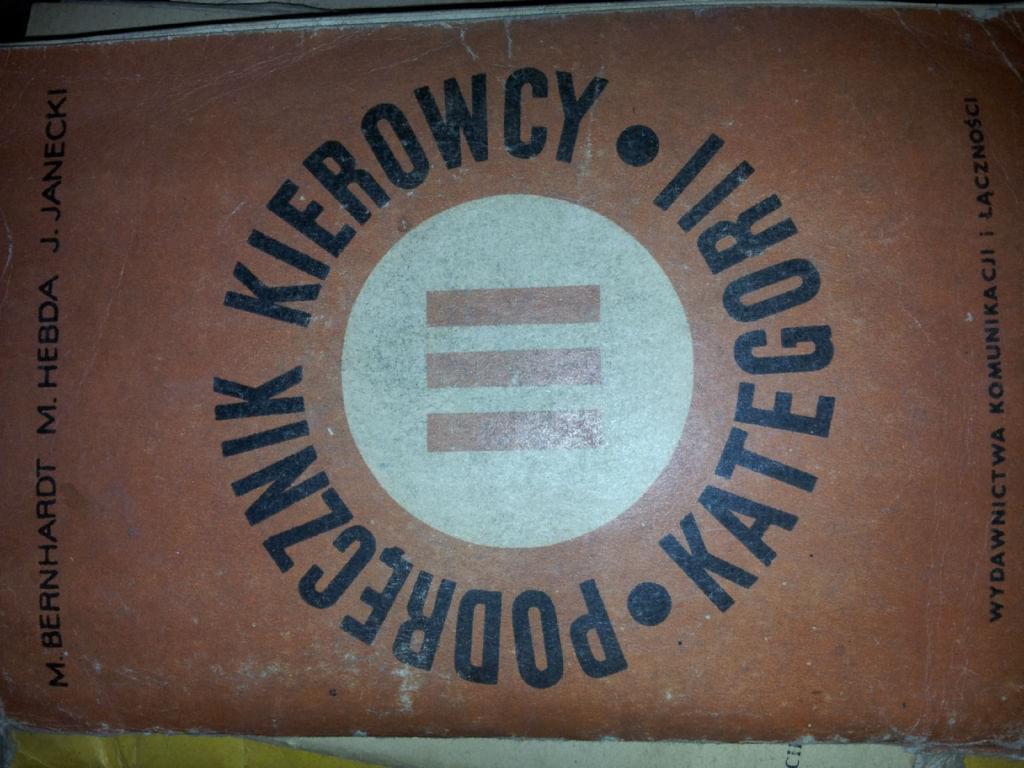 M. BERNHARDT M. HEBDA J. JANECKI
PODRĘCZNIK KIEROWCY •
KATEGORII •
III
WYDAWNICTWA KOMUNIKACJI i ŁĄCZNOŚCI